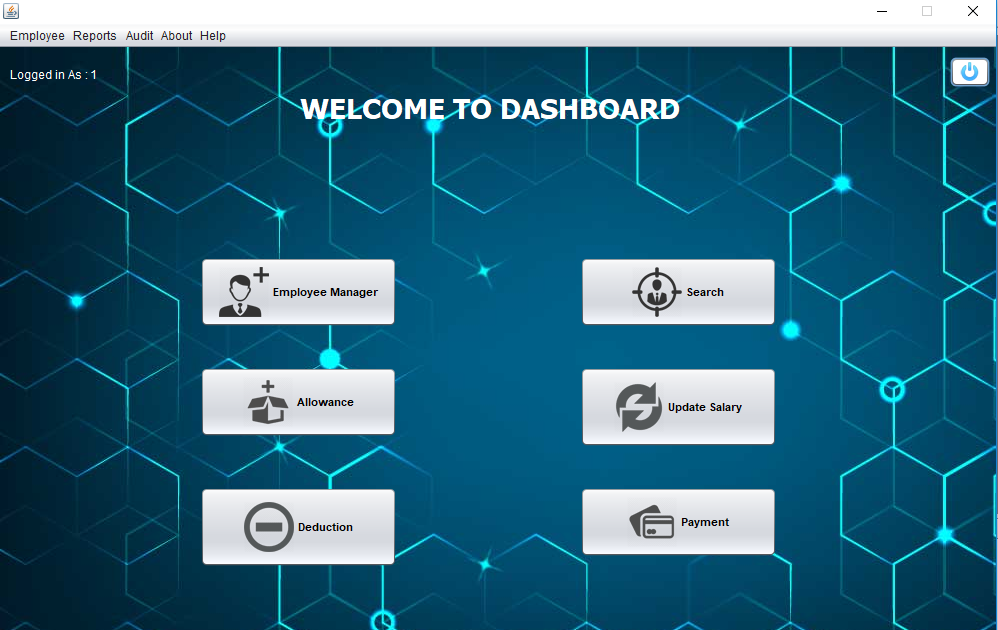 Employee Reports Audit About Help
Logged in As : 1
WELCOME TO DASHBOARD
Employee Manager
Search
Allowance
Update Salary
Deduction
Payment